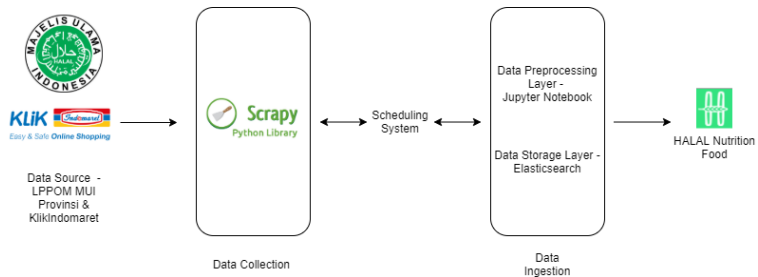 MAJELIS ULAMA
حلال
HALAL
INDONESIA
KLiK Indomaret
Easy & Safe Online Shopping
Data Source -
LPPOM MUI
Provinsi &
KlikIndomaret
Scrapy
Python Library
Data Collection
Scheduling
System
Data Preprocessing
Layer -
Jupyter Notebook
Data Storage Layer -
Elasticsearch
Data
Ingestion
HALAL Nutrition
Food